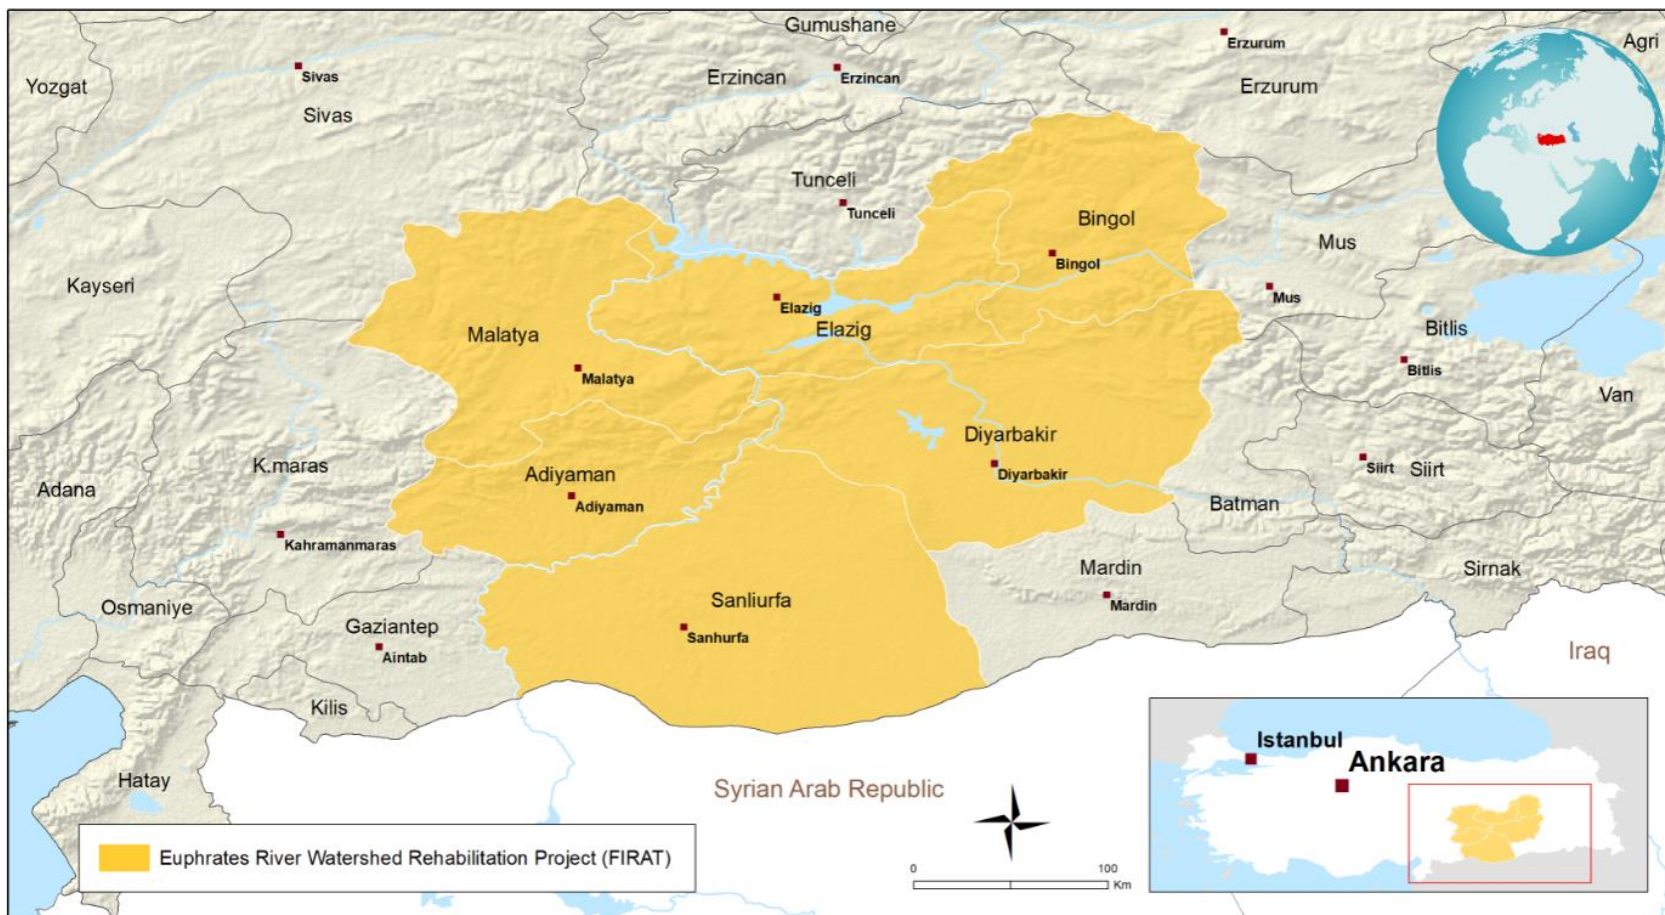 Gumushane
Agri
Erzurum
Yozgat
Sivas
Erzincan
Erzincan
Erzurum
Sivas
Tunceli
Tunceli
Bingol
Bingol
Mus
Mus
Kayseri
Elazig
Elazig
Malatya
Malatya
Bitlis
Bitlis
Van
Diyarbakir
Diyarbakir
K.maras
Adana
Adiyaman
Adiyaman
Siirt
Siirt
Batman
Kahramanmaras
Mardin
Mardin
Sirnak
Osmaniye
Sanliurfa
Sanhurfa
Gaziantep
Aintab
Iraq
Kilis
Hatay
Syrian Arab Republic
Istanbul
Ankara
Euphrates River Watershed Rehabilitation Project (FIRAT)
0 100
Km